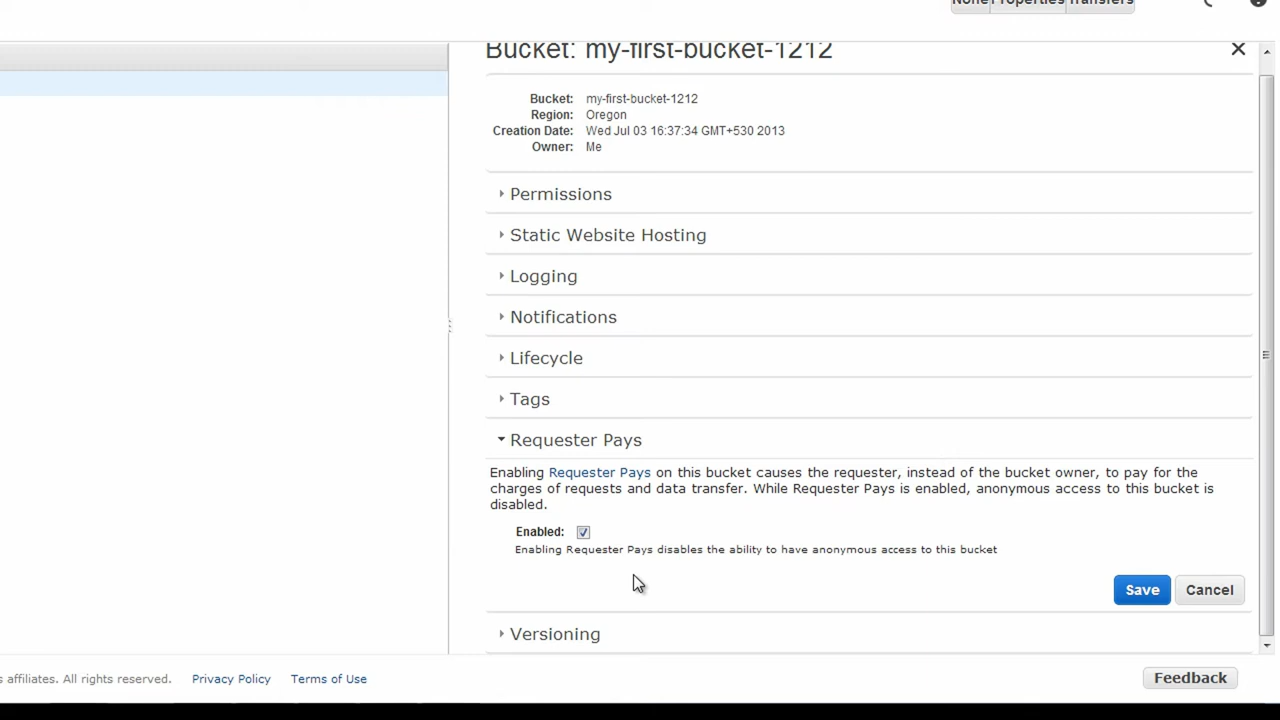 None Properties Transfers
Bucket: my-first-bucket-1212
Bucket: my-first-bucket-1212
Region: Oregon
Creation Date: Wed Jul 03 16:37:34 GMT+530 2013
Owner: Me
Permissions
Static Website Hosting
Logging
Notifications
Lifecycle
Tags
Requester Pays
Enabling Requester Pays on this bucket causes the requester, instead of the bucket owner, to pay for the
charges of requests and data transfer. While Requester Pays is enabled, anonymous access to this bucket is
disabled.
Enabled:
Enabling Requester Pays disables the ability to have anonymous access to this bucket
Save Cancel
Versioning
s affiliates. All rights reserved. Privacy Policy Terms of Use Feedback